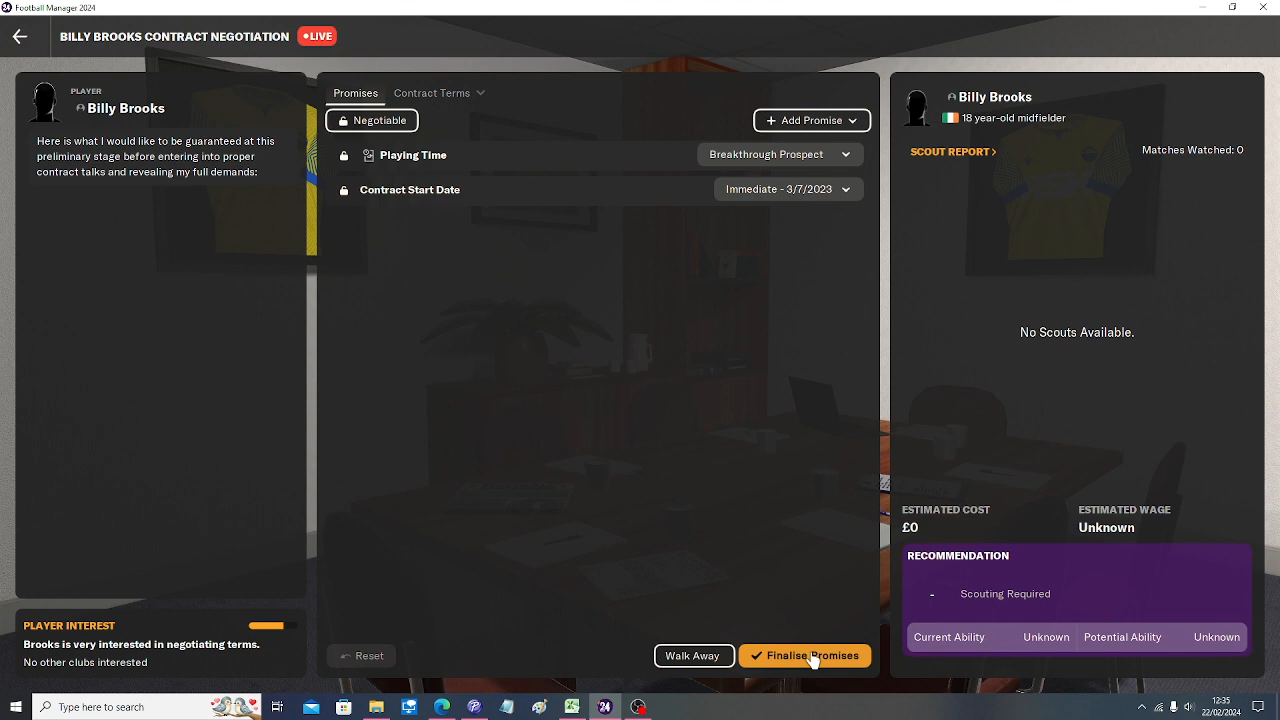 Football Manager 2024
BILLY BROOKS CONTRACT NEGOTIATION
LIVE
PLAYER
Billy Brooks
Here is what I would like to be guaranteed at this
preliminary stage before entering into proper
contract talks and revealing my full demands:
PLAYER INTEREST
Brooks is very interested in negotiating terms.
No other clubs interested
Promises Contract Terms
Negotiable
+ Add Promise
Playing Time Breakthrough Prospect
Contract Start Date Immediate - 3/7/2023
Reset
Walk Away
Finalise Promises
Billy Brooks
18 year-old midfielder
SCOUT REPORT >
Matches Watched: 0
No Scouts Available.
ESTIMATED COST
£0
ESTIMATED WAGE
Unknown
RECOMMENDATION
- Scouting Required
Current Ability Unknown Potential Ability Unknown
Type here to search
24
12:35
22/02/2024